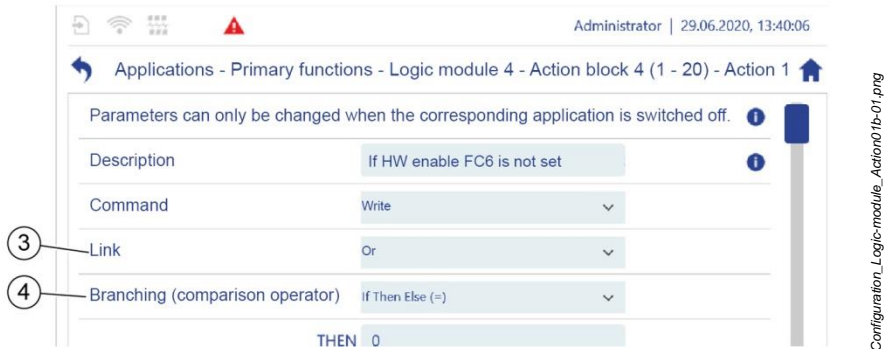 Administrator | 29.06.2020, 13:40:06
Applications - Primary functions - Logic module 4 - Action block 4 (1 - 20) - Action 1
Parameters can only be changed when the corresponding application is switched off.
Description If HW enable FC6 is not set
Command Write
3 Link Or
4 Branching (comparison operator) If Then Else (=)
THEN 0
Configuration_Logic-module_Action01b-01.png